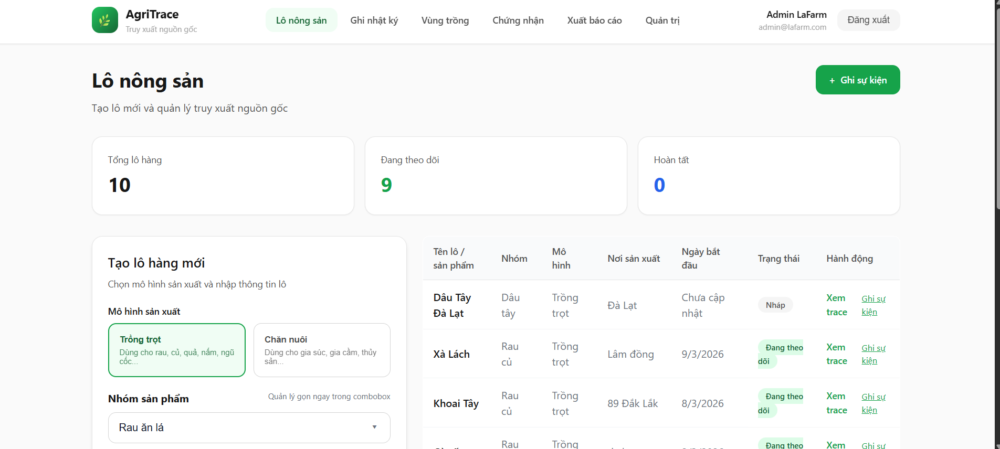 AgriTrace
Truy xuất nguồn gốc
Lô nông sản
Ghi nhật ký
Vùng trồng
Chứng nhận
Xuất báo cáo
Quản trị
Admin LaFarm
admin@lafarm.com
Đăng xuất
Lô nông sản
Tạo lô mới và quản lý truy xuất nguồn gốc
+ Ghi sự kiện
Tổng lô hàng
10
Đang theo dõi
9
Hoàn tất
0
Tạo lô hàng mới
Chọn mô hình sản xuất và nhập thông tin lô
Mô hình sản xuất
Trồng trọt
Dùng cho rau, củ, quả, nấm, ngũ
cốc...
Chăn nuôi
Dùng cho gia súc, gia cầm, thủy
sản...
Nhóm sản phẩm
Quản lý gọn ngay trong combobox
Rau ăn lá
Tên lô /
sản phẩm
Nhóm
Mô
hình
Nơi sản xuất
Ngày bắt
đầu
Trạng thái
Hành động
Dâu Tây
Đà Lạt
Dâu
tây
Trồng
trọt
Đà Lạt
Chưa cập
nhật
Nháp
Xem
trace
Ghi sự
kiện
Xà Lách
Rau
củ
Trồng
trọt
Lâm đồng
9/3/2026
Đang theo
dõi
Xem
trace
Ghi sự
kiện
Khoai Tây
Rau
củ
Trồng
trọt
89 Đắk Lắk
8/3/2026
Đang theo
dõi
Xem
trace
Ghi sự
kiện
Rau
Trồng
Đang theo
Xem
Ghi sự